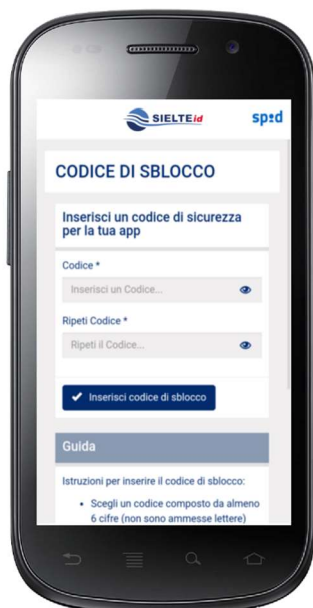 SIELTEid
sp:d
CODICE DI SBLOCCO
Inserisci un codice di sicurezza
per la tua app
Codice *
Inserisci un Codice...
Ripeti Codice *
Ripeti il Codice...
✔ Inserisci codice di sblocco
Guida
Istruzioni per inserire il codice di sblocco:
• Scegli un codice composto da almeno
6 cifre (non sono ammesse lettere)